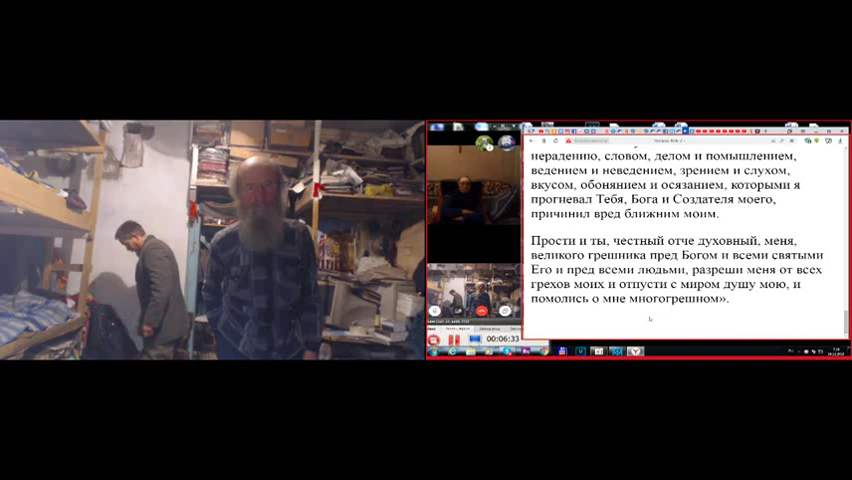 нерадению, словом, делом и помышлением,
ведением и неведением, зрением и слухом,
вкусом, обонянием и осязанием, которыми я
прогневал Тебя, Бога и Создателя моего,
причинил вред ближним моим.
Прости и ты, честный отче духовный, меня,
великого грешника пред Богом и всеми святыми
Его и пред всеми людьми, разреши меня от всех
грехов моих и отпусти с миром душу мою, и
помолись о мне многогрешном».
00:06:33